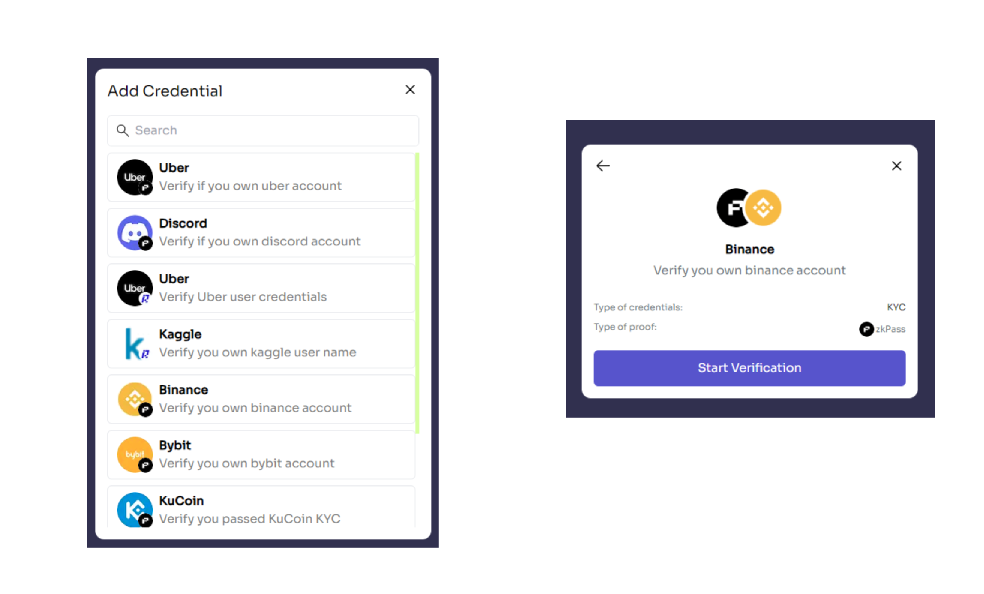 Add Credential
Search
Uber
Uber
Verify if you own uber account
Discord
Verify if you own discord account
Uber
Uber
Verify Uber user credentials
Kaggle
Verify you own kaggle user name
Binance
Verify you own binance account
bybit
Bybit
Verify you own bybit account
KuCoin
Verify you passed KuCoin KYC
Binance
Verify you own binance account
Type of credentials: KYC
Type of proof: zkPass
Start Verification